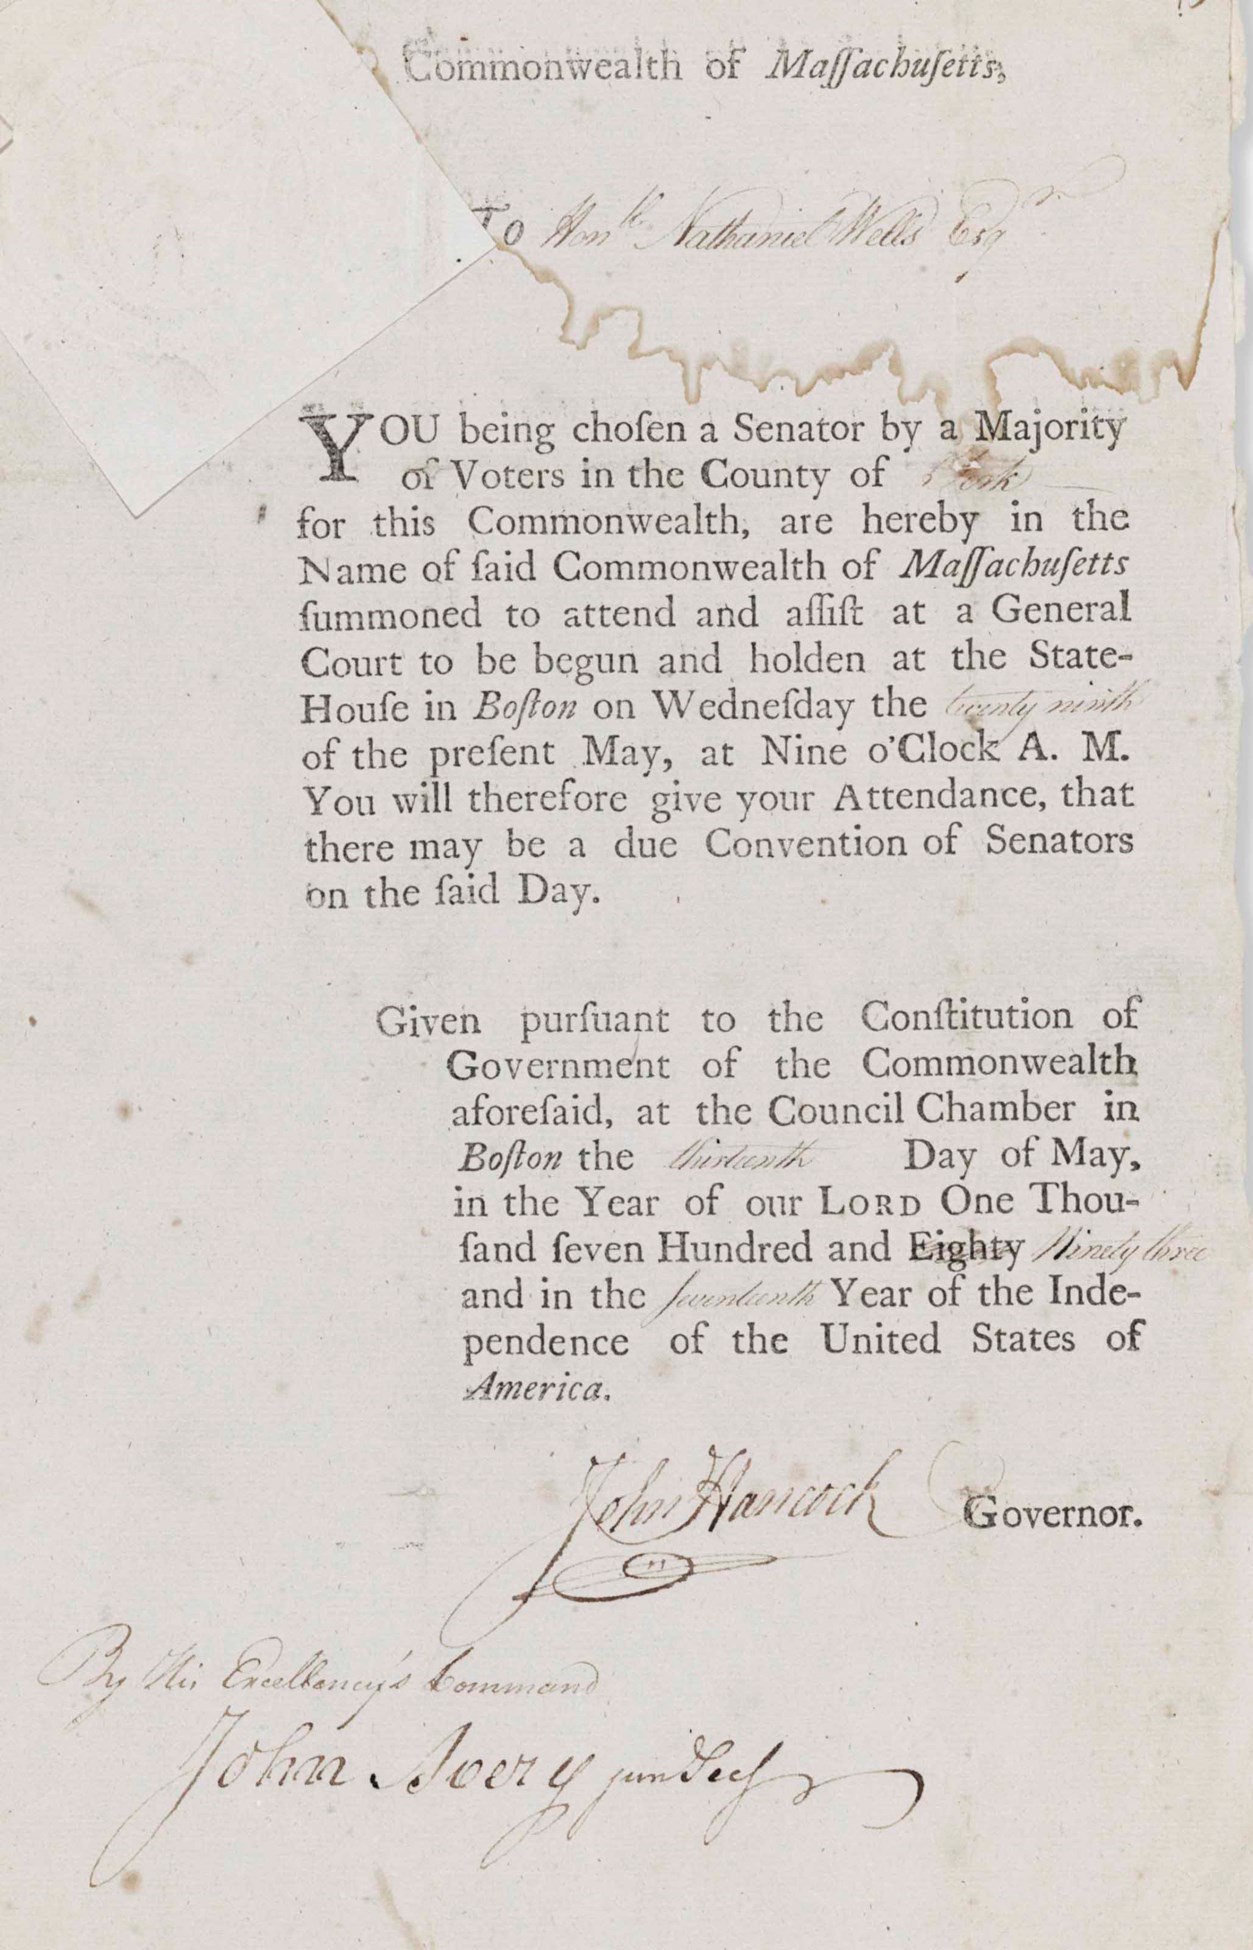 Commonwealth of Maſſachuſetts,
To Honble Nathaniel Wells Esqr
YOU being choſen a Senator by a Majority
of Voters in the County of York
for this Commonwealth, are hereby in the
Name of ſaid Commonwealth of Maſſachuſetts
ſummoned to attend and aſſiſt at a General
Court to be begun and holden at the State-
Houſe in Boſton on Wedneſday the twenty ninth
of the preſent May, at Nine o'Clock A. M.
You will therefore give your Attendance, that
there may be a due Convention of Senators
on the ſaid Day.
Given purſuant to the Conſtitution of
Government of the Commonwealth
aforeſaid, at the Council Chamber in
Boſton the thirteenth Day of May,
in the Year of our LORD One Thou-
ſand ſeven Hundred and Eighty Ninety three
and in the ſeventeenth Year of the Inde-
pendence of the United States of
America.
John Hancock Governor.
By His Excellency's Command
John Avery jun Secy